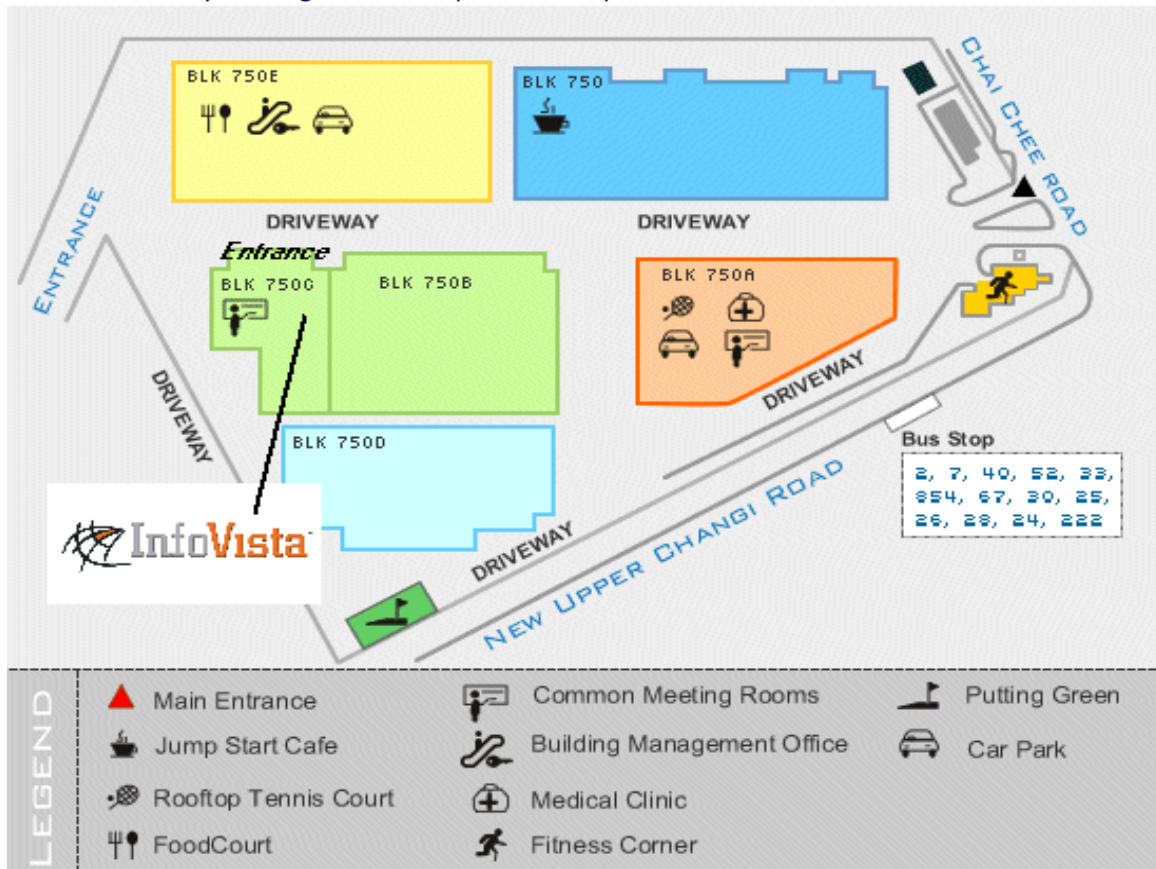 BLK 750E
BLK 750
CHAI CHEE ROAD
ENTRANCE
DRIVEWAY
DRIVEWAY
Entrance
BLK 750C
BLK 750B
BLK 750A
DRIVEWAY
DRIVEWAY
BLK 750D
Bus Stop
2, 7, 40, 52, 33,
854, 67, 30, 25,
26, 28, 24, 222
InfoVista
DRIVEWAY
NEW UPPER CHANGI ROAD
LEGEND
Main Entrance
Common Meeting Rooms
Putting Green
Jump Start Cafe
Building Management Office
Car Park
Rooftop Tennis Court
Medical Clinic
FoodCourt
Fitness Corner